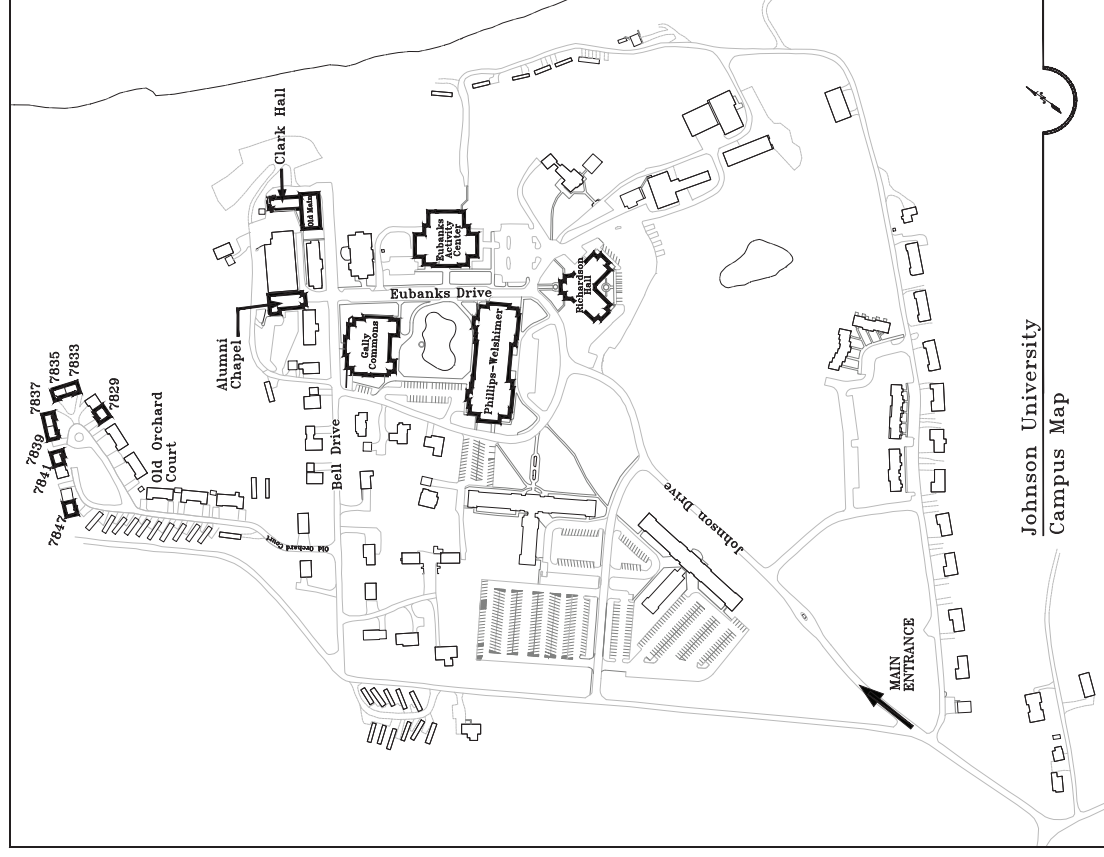 Johnson University
Campus Map
Clark Hall
Old Main
Eubanks
Activity
Center
Richardson
Hall
Eubanks Drive
Alumni
Chapel
Gally
Commons
Phillips-Welshimer
7835
7833
7837
7829
7839
7841
7847
Old Orchard
Court
Bell Drive
Old Orchard Court
Johnson Drive
MAIN
ENTRANCE